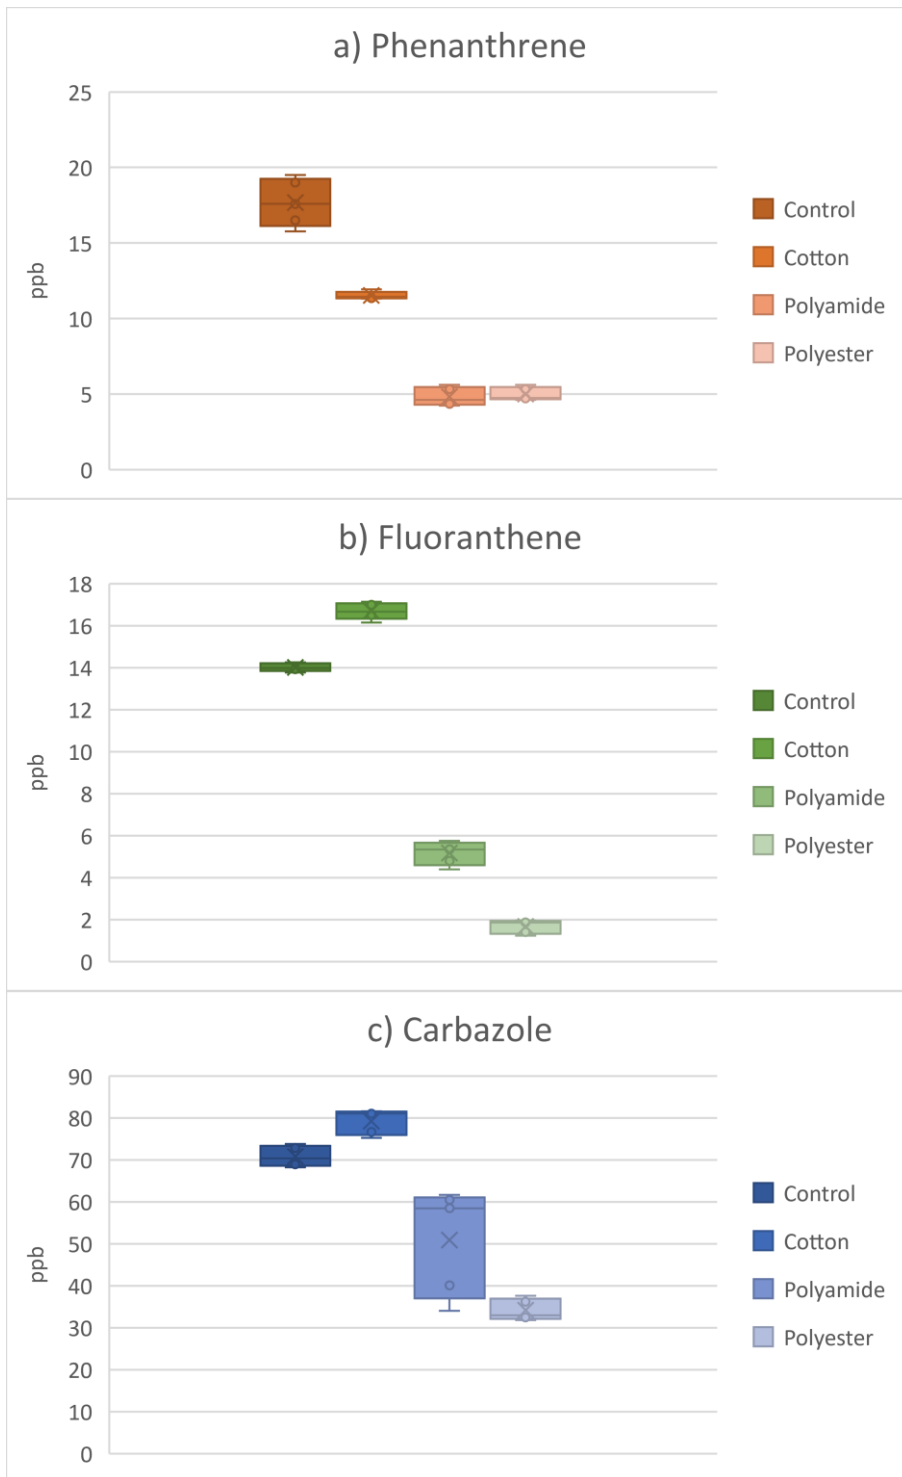 a) Phenanthrene
25
20
15
10
5
0
ppb
Control
Cotton
Polyamide
Polyester
b) Fluoranthene
18
16
14
12
10
8
6
4
2
0
ppb
Control
Cotton
Polyamide
Polyester
c) Carbazole
90
80
70
60
50
40
30
20
10
0
ppb
Control
Cotton
Polyamide
Polyester